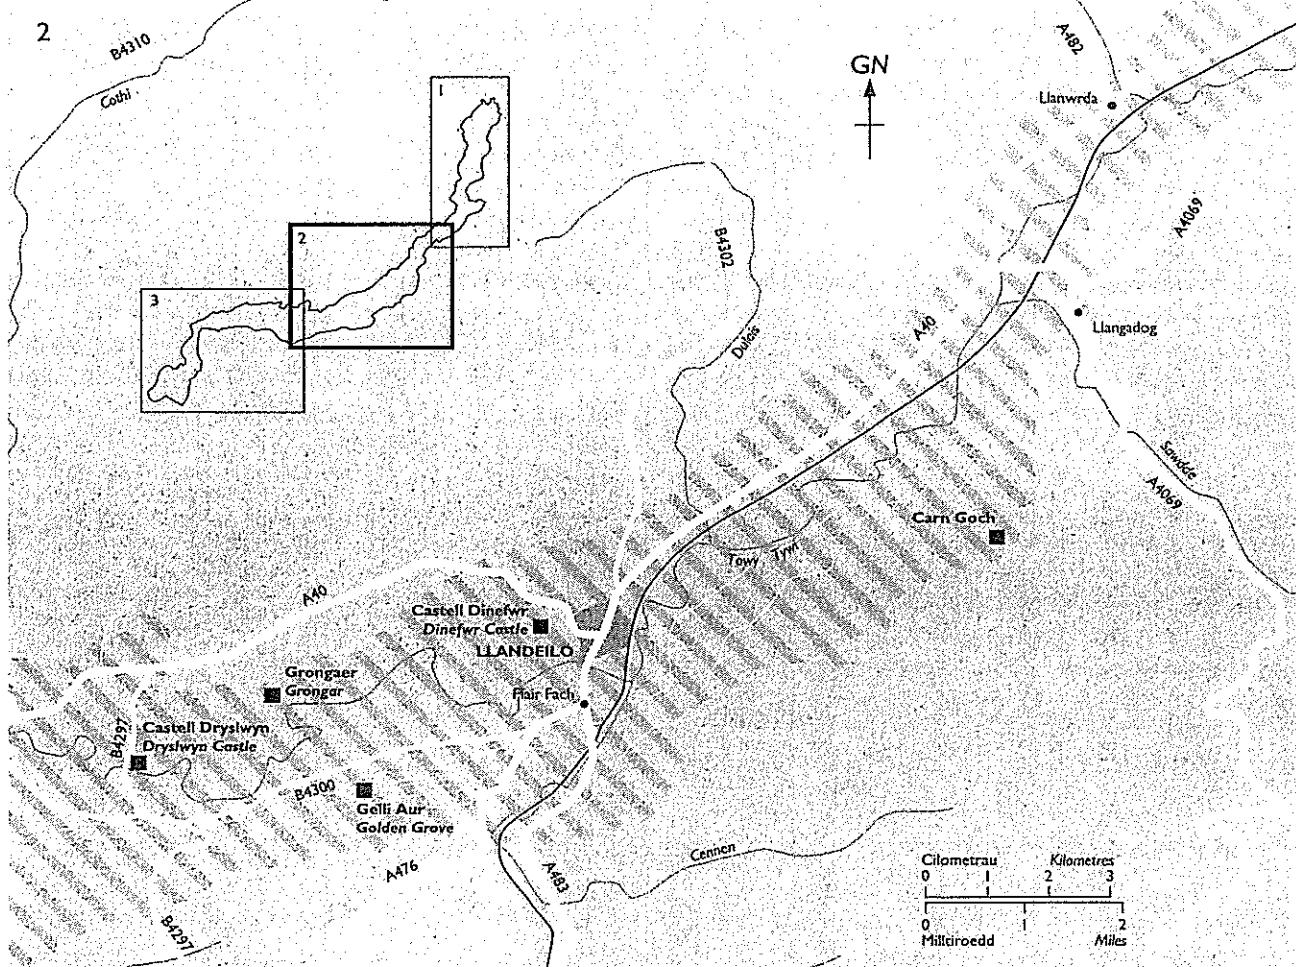 2
B4310
Cothi
1
2
3
GN
A482
Llanwrda
A4069
B4302
Dulais
A40
Llangadog
Sawdde
A4069
Carn Goch
Towy Tywi
A40
Castell Dinefwr
Dinefwr Castle
LLANDEILO
Grongaer
Grongar
Ffair Fach
B4297
Castell Dryslwyn
Dryslwyn Castle
B4300
Gelli Aur
Golden Grove
A476
A483
Cennen
B4297
Cilometrau Kilometres
0 1 2 3
0 1 2
Milltiroedd Miles